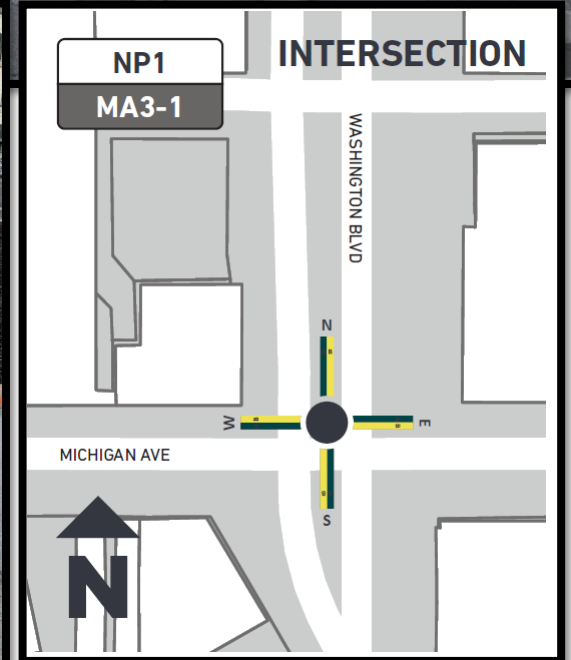 NP1
MA3-1
INTERSECTION
WASHINGTON BLVD
N
W
E
S
MICHIGAN AVE
N